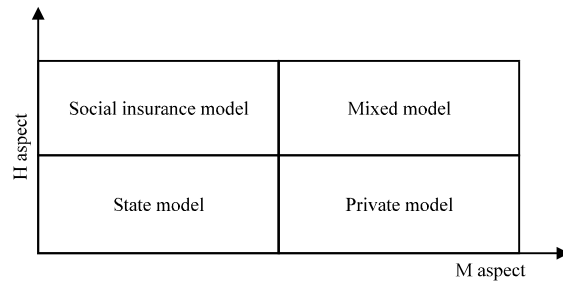 H aspect
Social insurance model
Mixed model
State model
Private model
M aspect